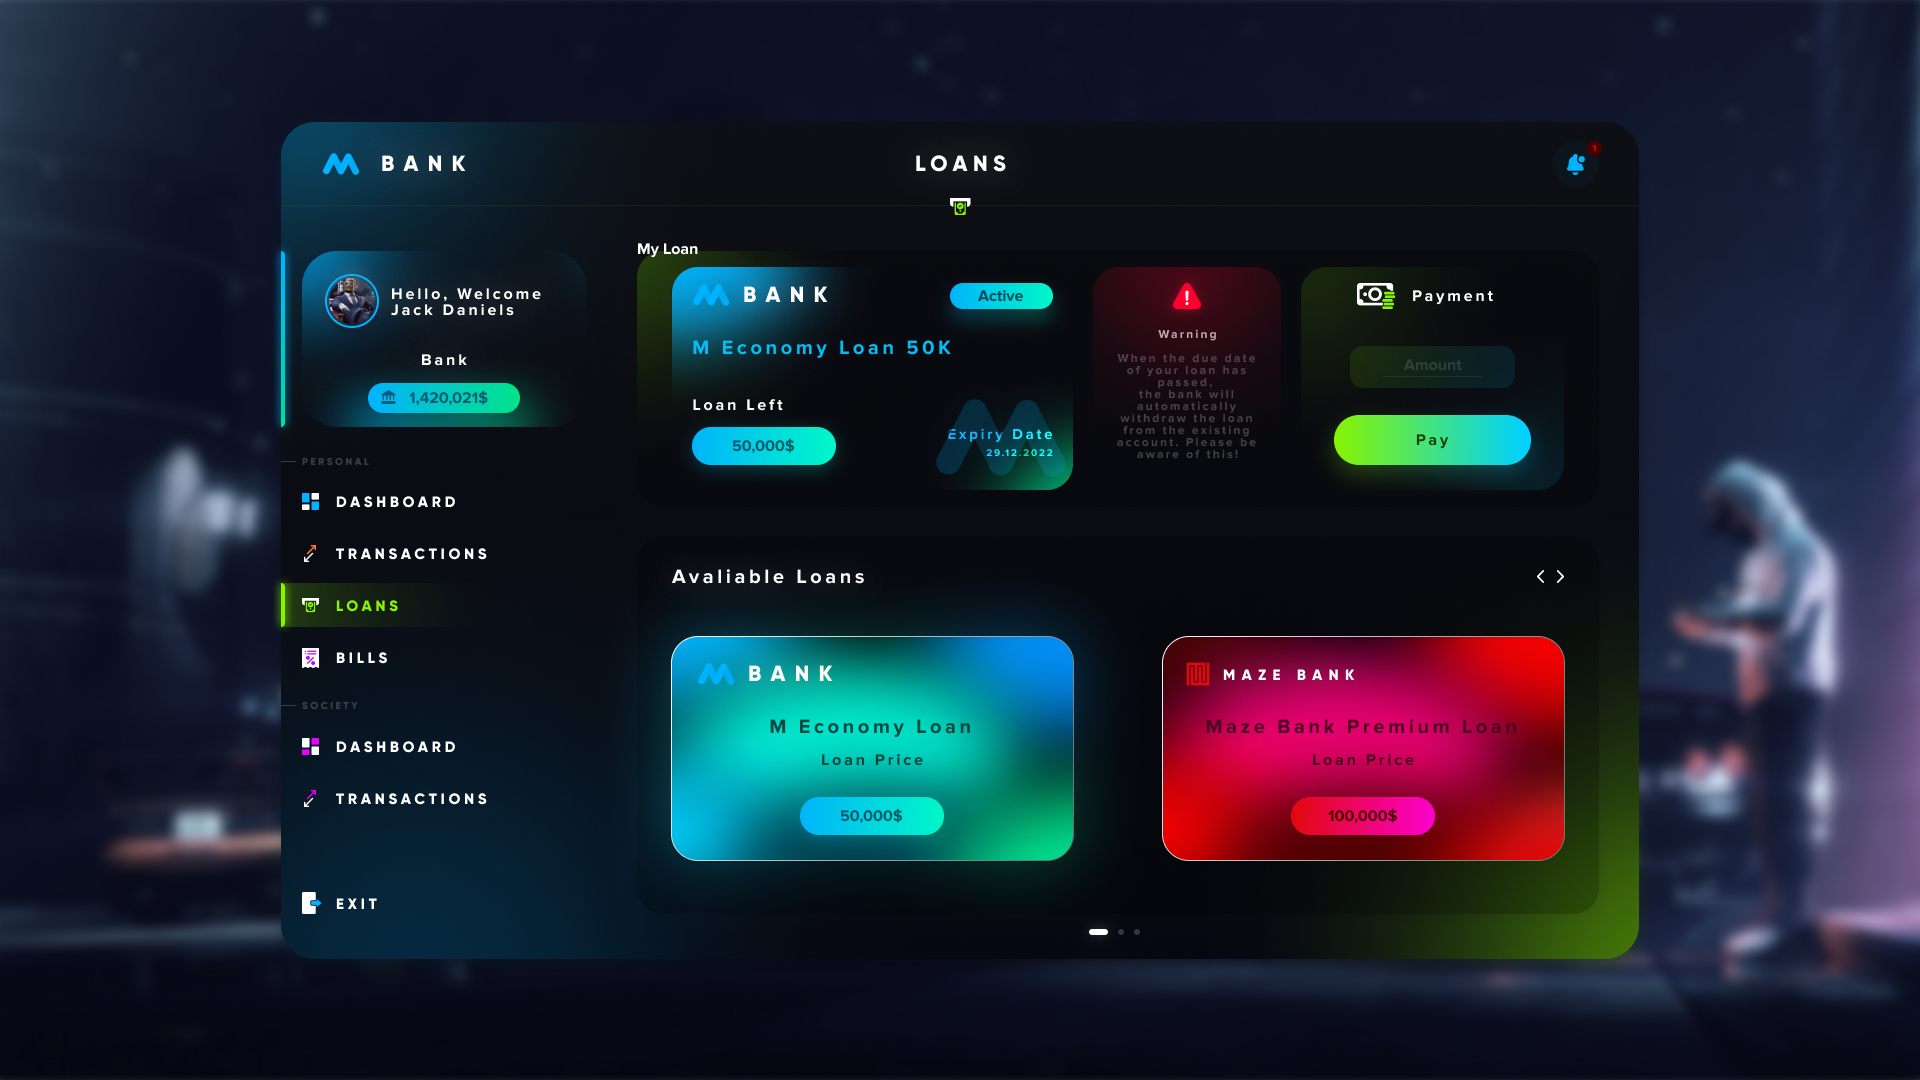 BANK
LOANS
1
Hello, Welcome
Jack Daniels
Bank
1,420,021$
PERSONAL
DASHBOARD
TRANSACTIONS
LOANS
BILLS
SOCIETY
DASHBOARD
TRANSACTIONS
EXIT
My Loan
BANK
Active
M Economy Loan 50K
Loan Left
50,000$
Expiry Date
29.12.2022
Warning
When the due date
of your loan has
passed,
the bank will
automatically
withdraw the loan
from the existing
account. Please be
aware of this!
Payment
Amount
Pay
Avaliable Loans
BANK
M Economy Loan
Loan Price
50,000$
MAZE BANK
Maze Bank Premium Loan
Loan Price
100,000$